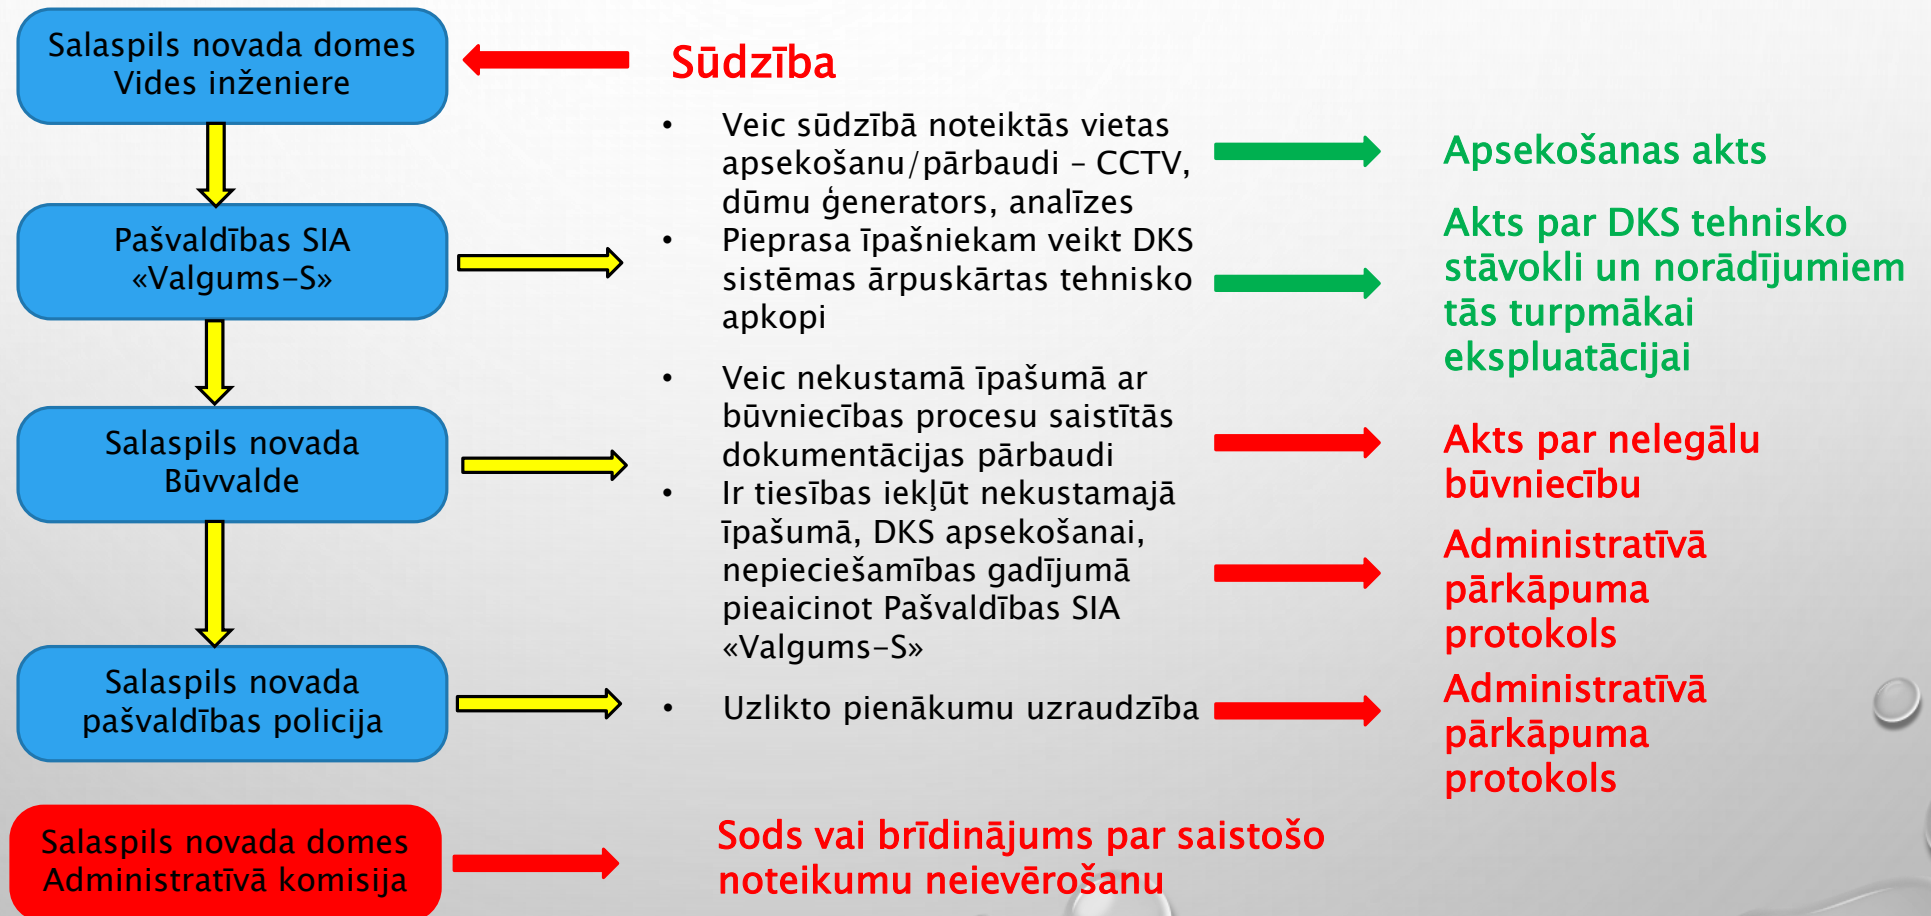 Salaspils novada domes
Vides inženiere
Sūdzība
Veic sūdzībā noteiktās vietas
apsekošanu/pārbaudi – CCTV,
dūmu ģenerators, analīzes
Apsekošanas akts
Pašvaldības SIA
«Valgums-S»
Pieprasa īpašniekam veikt DKS
sistēmas ārpuskārtas tehnisko
apkopi
Akts par DKS tehnisko
stāvokli un norādījumiem
tās turpmākai
ekspluatācijai
Salaspils novada
Būvvalde
Veic nekustamā īpašumā ar
būvniecības procesu saistītās
dokumentācijas pārbaudi
Akts par nelegālu
būvniecību
Ir tiesības iekļūt nekustamajā
īpašumā, DKS apsekošanai,
nepieciešamības gadījumā
pieaicinot Pašvaldības SIA
«Valgums-S»
Administratīvā
pārkāpuma
protokols
Salaspils novada
pašvaldības policija
Uzlikto pienākumu uzraudzība
Administratīvā
pārkāpuma
protokols
Salaspils novada domes
Administratīvā komisija
Sods vai brīdinājums par saistošo
noteikumu neievērošanu